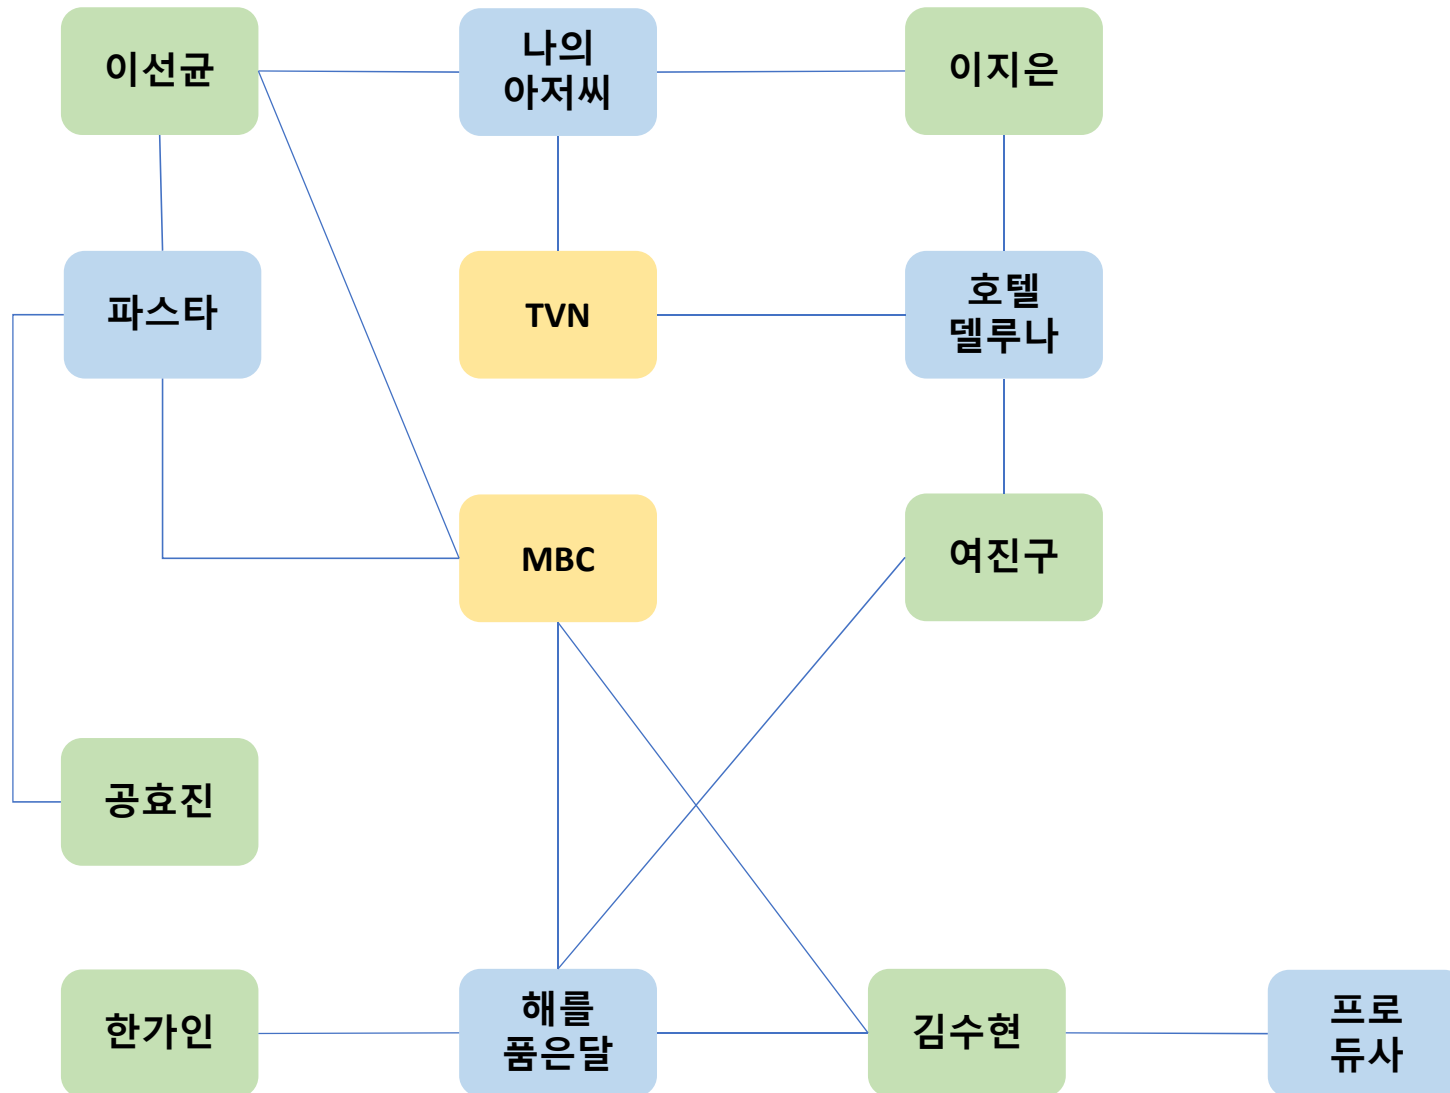 이선균
나의
아저씨
이지은
파스타
TVN
호텔
델루나
MBC
여진구
공효진
한가인
해를
품은달
김수현
프로
듀사